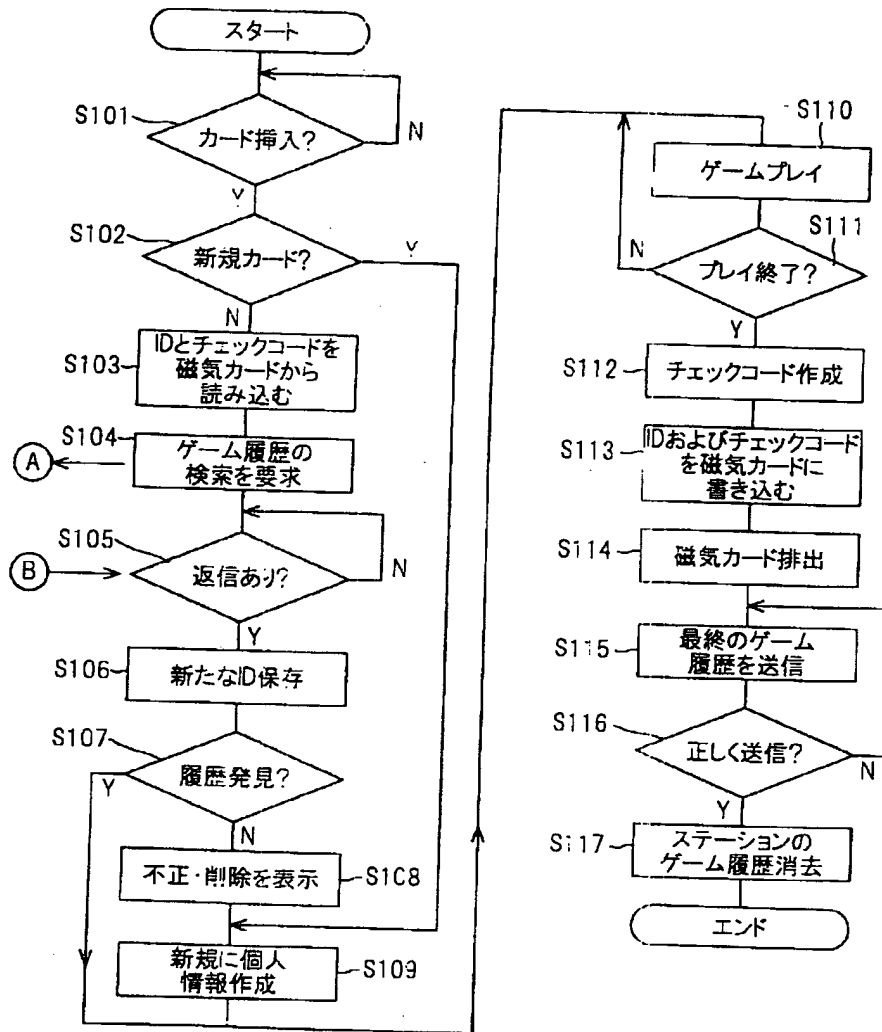 スタート
S101
カード挿入?
N
Y
S102
新規カード?
Y
N
S103
IDとチェックコードを
磁気カードから
読み込む
S104
ゲーム履歴の
検索を要求
A
S105
返信あり?
N
B
Y
S106
新たなID保存
S107
履歴発見?
Y
N
不正・削除を表示
S108
新規に個人
情報作成
S109
S110
ゲームプレイ
S111
プレイ終了?
N
Y
S112
チェックコード作成
S113
IDおよびチェックコード
を磁気カードに
書き込む
S114
磁気カード排出
S115
最終のゲーム
履歴を送信
S116
正しく送信?
N
Y
S117
ステーションの
ゲーム履歴消去
エンド